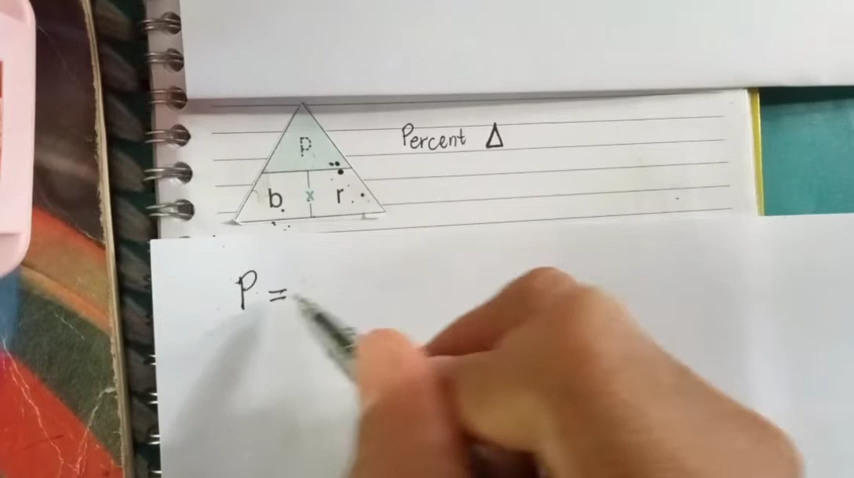 P
Percent Δ
b x r
P =